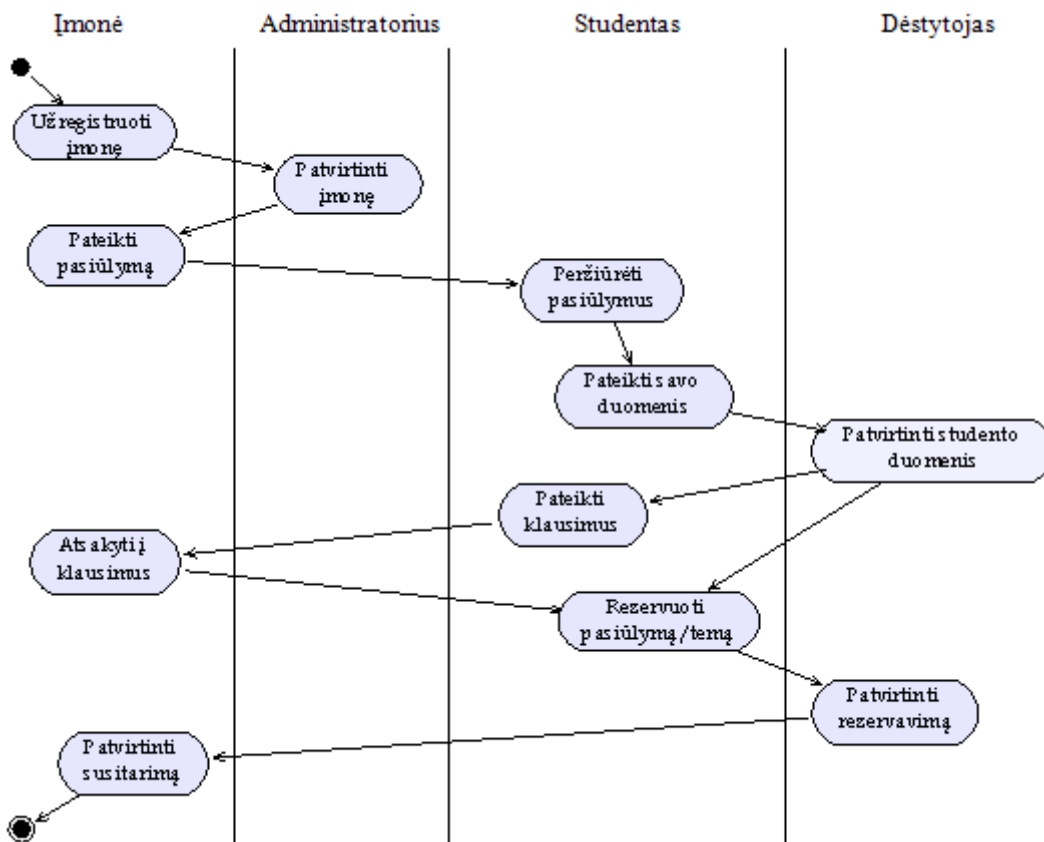 Įmonė
Administratorius
Studentas
Dėstytojas
Užregistruoti
įmonę
Patvirtinti
įmonę
Pateikti
pasiūlymą
Peržiūrėti
pasiūlymus
Pateikti savo
duomenis
Patvirtinti studento
duomenis
Pateikti
klausimus
Atsakyti į
klausimus
Rezervuoti
pasiūlymą/temą
Patvirtinti
rezervavimą
Patvirtinti
susitarimą